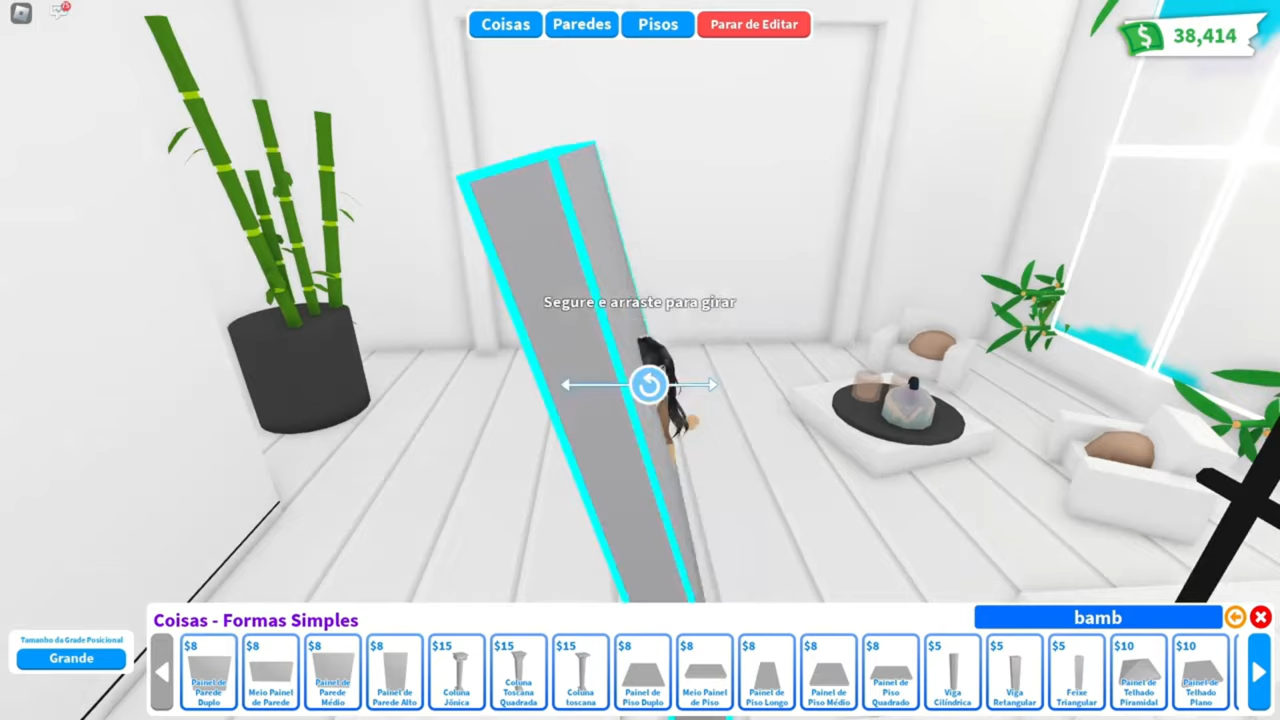 Coisas
Paredes
Pisos
Parar de Editar
$ 38,414
Segure e arraste para girar
Coisas - Formas Simples
bamb
Tamanho da Grade Posicional
Grande
$8
Painel de
Parede
Duplo
$8
Meio Painel
de Parede
$8
Painel de
Parede
Médio
$8
Painel de
Parede Alto
$15
Coluna
Jônica
$15
Coluna
Toscana
Quadrada
$15
Coluna
toscana
$8
Painel de
Piso Duplo
$8
Meio Painel
de Piso
$8
Painel de
Piso Longo
$8
Painel de
Piso Médio
$8
Painel de
Piso
Quadrado
$5
Viga
Cilíndrica
$5
Viga
Retangular
$5
Feixe
Triangular
$10
Painel de
Telhado
Piramidal
$10
Painel de
Telhado
Plano